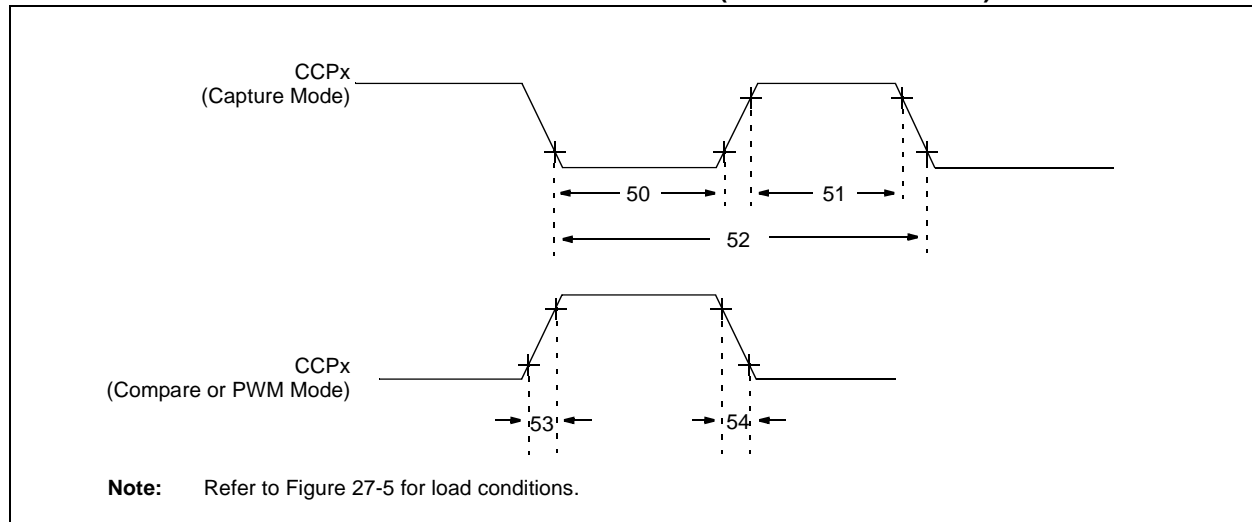 CCPx
(Capture Mode)
50
51
52
CCPx
(Compare or PWM Mode)
53
54
Note: Refer to Figure 27-5 for load conditions.